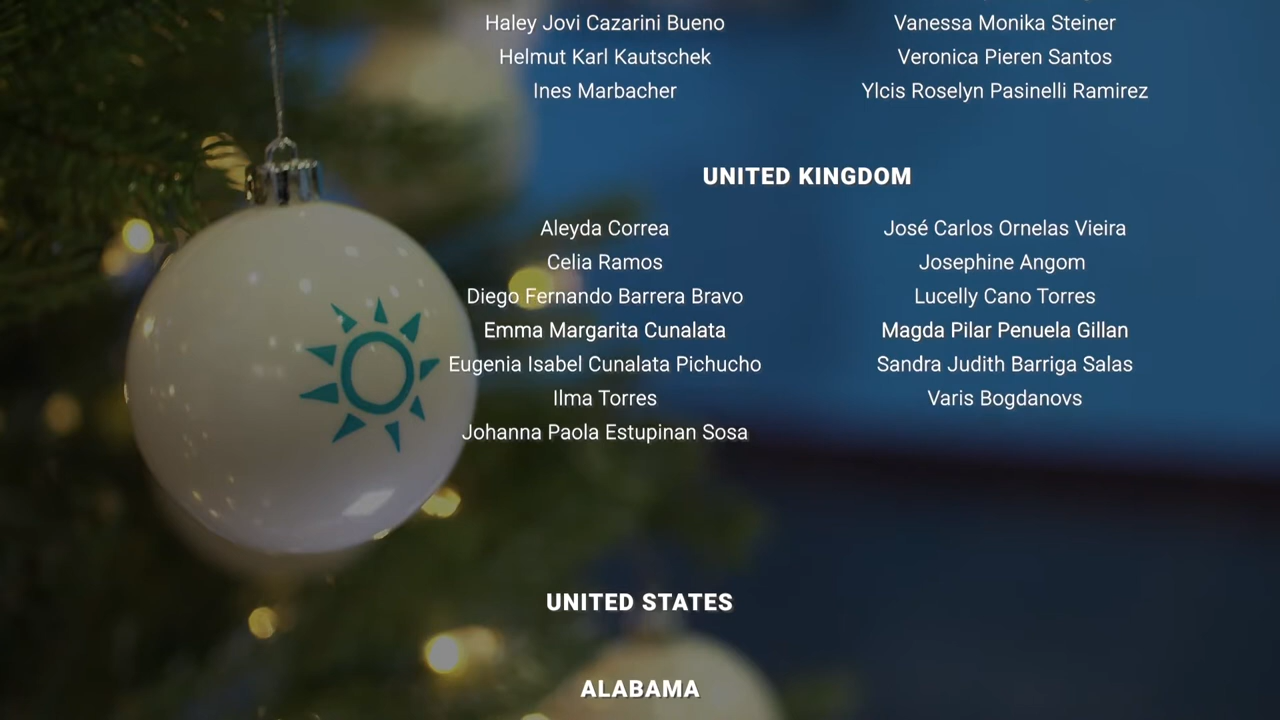 Haley Jovi Cazarini Bueno
Helmut Karl Kautschek
Ines Marbacher
Vanessa Monika Steiner
Veronica Pieren Santos
Ylcis Roselyn Pasinelli Ramirez
UNITED KINGDOM
Aleyda Correa
Celia Ramos
Diego Fernando Barrera Bravo
Emma Margarita Cunalata
Eugenia Isabel Cunalata Pichucho
Ilma Torres
Johanna Paola Estupinan Sosa
José Carlos Ornelas Vieira
Josephine Angom
Lucelly Cano Torres
Magda Pilar Penuela Gillan
Sandra Judith Barriga Salas
Varis Bogdanovs
UNITED STATES
ALABAMA